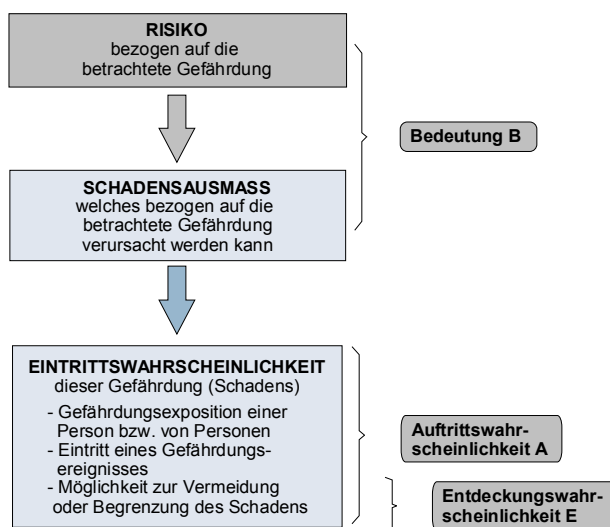 RISIKO
bezogen auf die
betrachtete Gefährdung
Bedeutung B
SCHADENSAUSMASS
welches bezogen auf die
betrachtete Gefährdung
verursacht werden kann
EINTRITTSWAHRSCHEINLICHKEIT
dieser Gefährdung (Schadens)
- Gefährdungsexposition einer
Person bzw. von Personen
- Eintritt eines Gefährdungs-
ereignisses
- Möglichkeit zur Vermeidung
oder Begrenzung des Schadens
Auftrittswahr-
scheinlichkeit A
Entdeckungswahr-
scheinlichkeit E